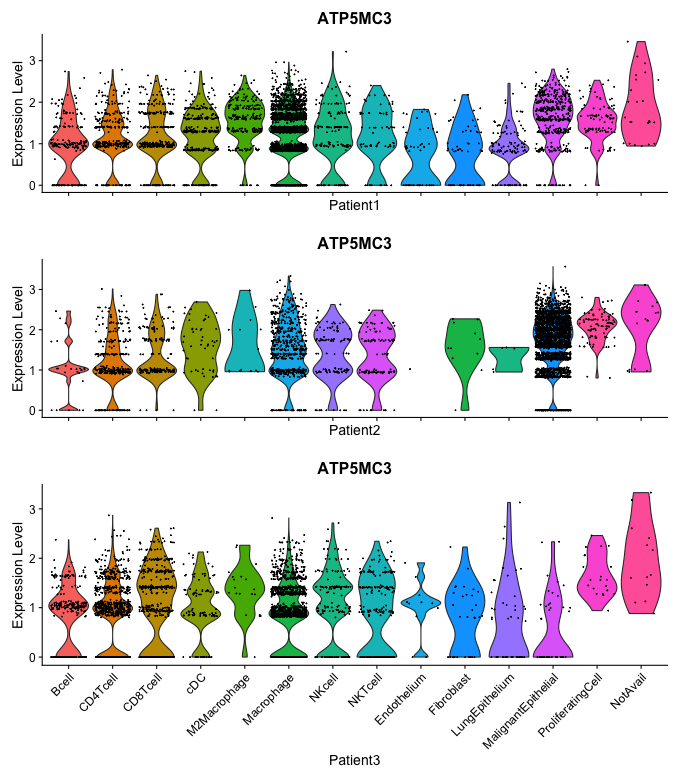 ATP5MC3
Expression Level
3
2
1
0
Patient1
ATP5MC3
Expression Level
3
2
1
0
Patient2
ATP5MC3
Expression Level
3
2
1
0
Bcell
CD4Tcell
CD8Tcell
cDC
M2Macrophage
Macrophage
NKcell
NKTcell
Endothelium
Fibroblast
LungEpithelium
MalignantEpithelial
ProliferatingCell
NotAvail
Patient3